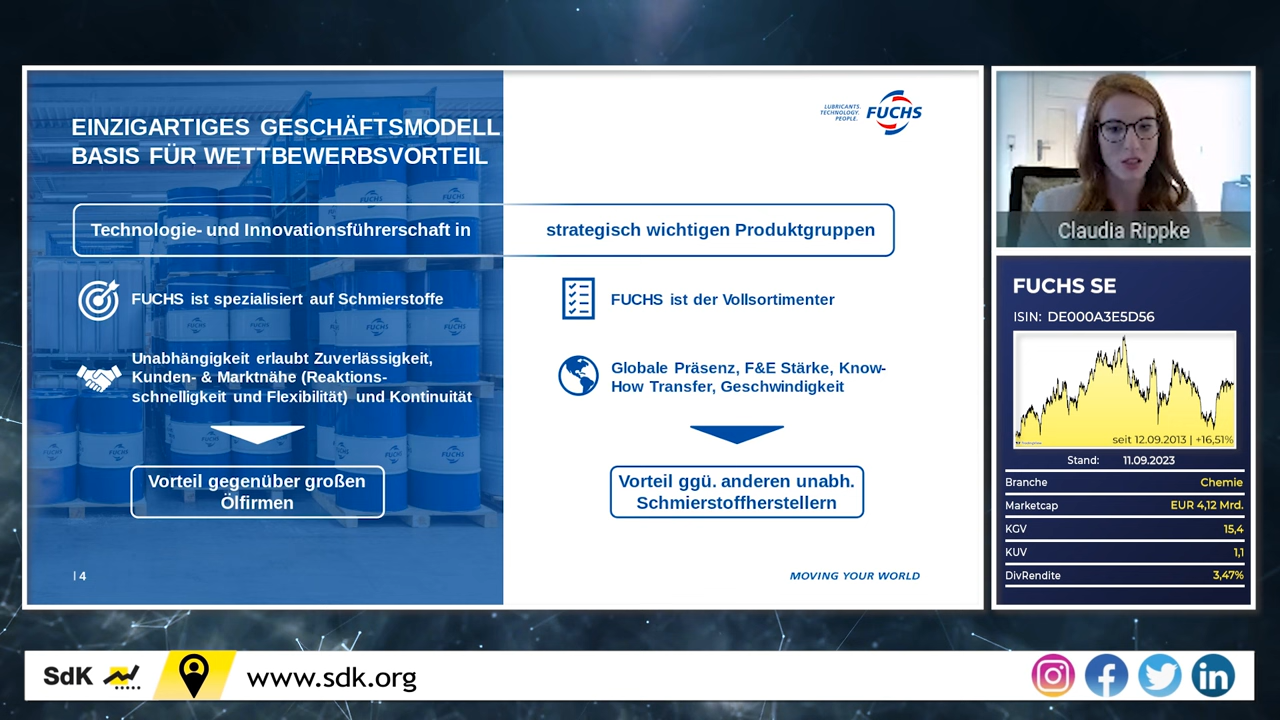 EINZIGARTIGES GESCHÄFTSMODELL
BASIS FÜR WETTBEWERBSVORTEIL
LUBRICANTS.
TECHNOLOGY.
PEOPLE.
FUCHS
Technologie- und Innovationsführerschaft in strategisch wichtigen Produktgruppen
FUCHS ist spezialisiert auf Schmierstoffe
Unabhängigkeit erlaubt Zuverlässigkeit,
Kunden- & Marktnähe (Reaktions-
schnelligkeit und Flexibilität) und Kontinuität
Vorteil gegenüber großen
Ölfirmen
FUCHS ist der Vollsortimenter
Globale Präsenz, F&E Stärke, Know-
How Transfer, Geschwindigkeit
Vorteil ggü. anderen unabh.
Schmierstoffherstellern
| 4
MOVING YOUR WORLD
Claudia Rippke
FUCHS SE
ISIN: DE000A3E5D56
seit 12.09.2013 | +16,51%
Stand: 11.09.2023
Branche Chemie
Marketcap EUR 4,12 Mrd.
KGV 15,4
KUV 1,1
DivRendite 3,47%
SdK
www.sdk.org